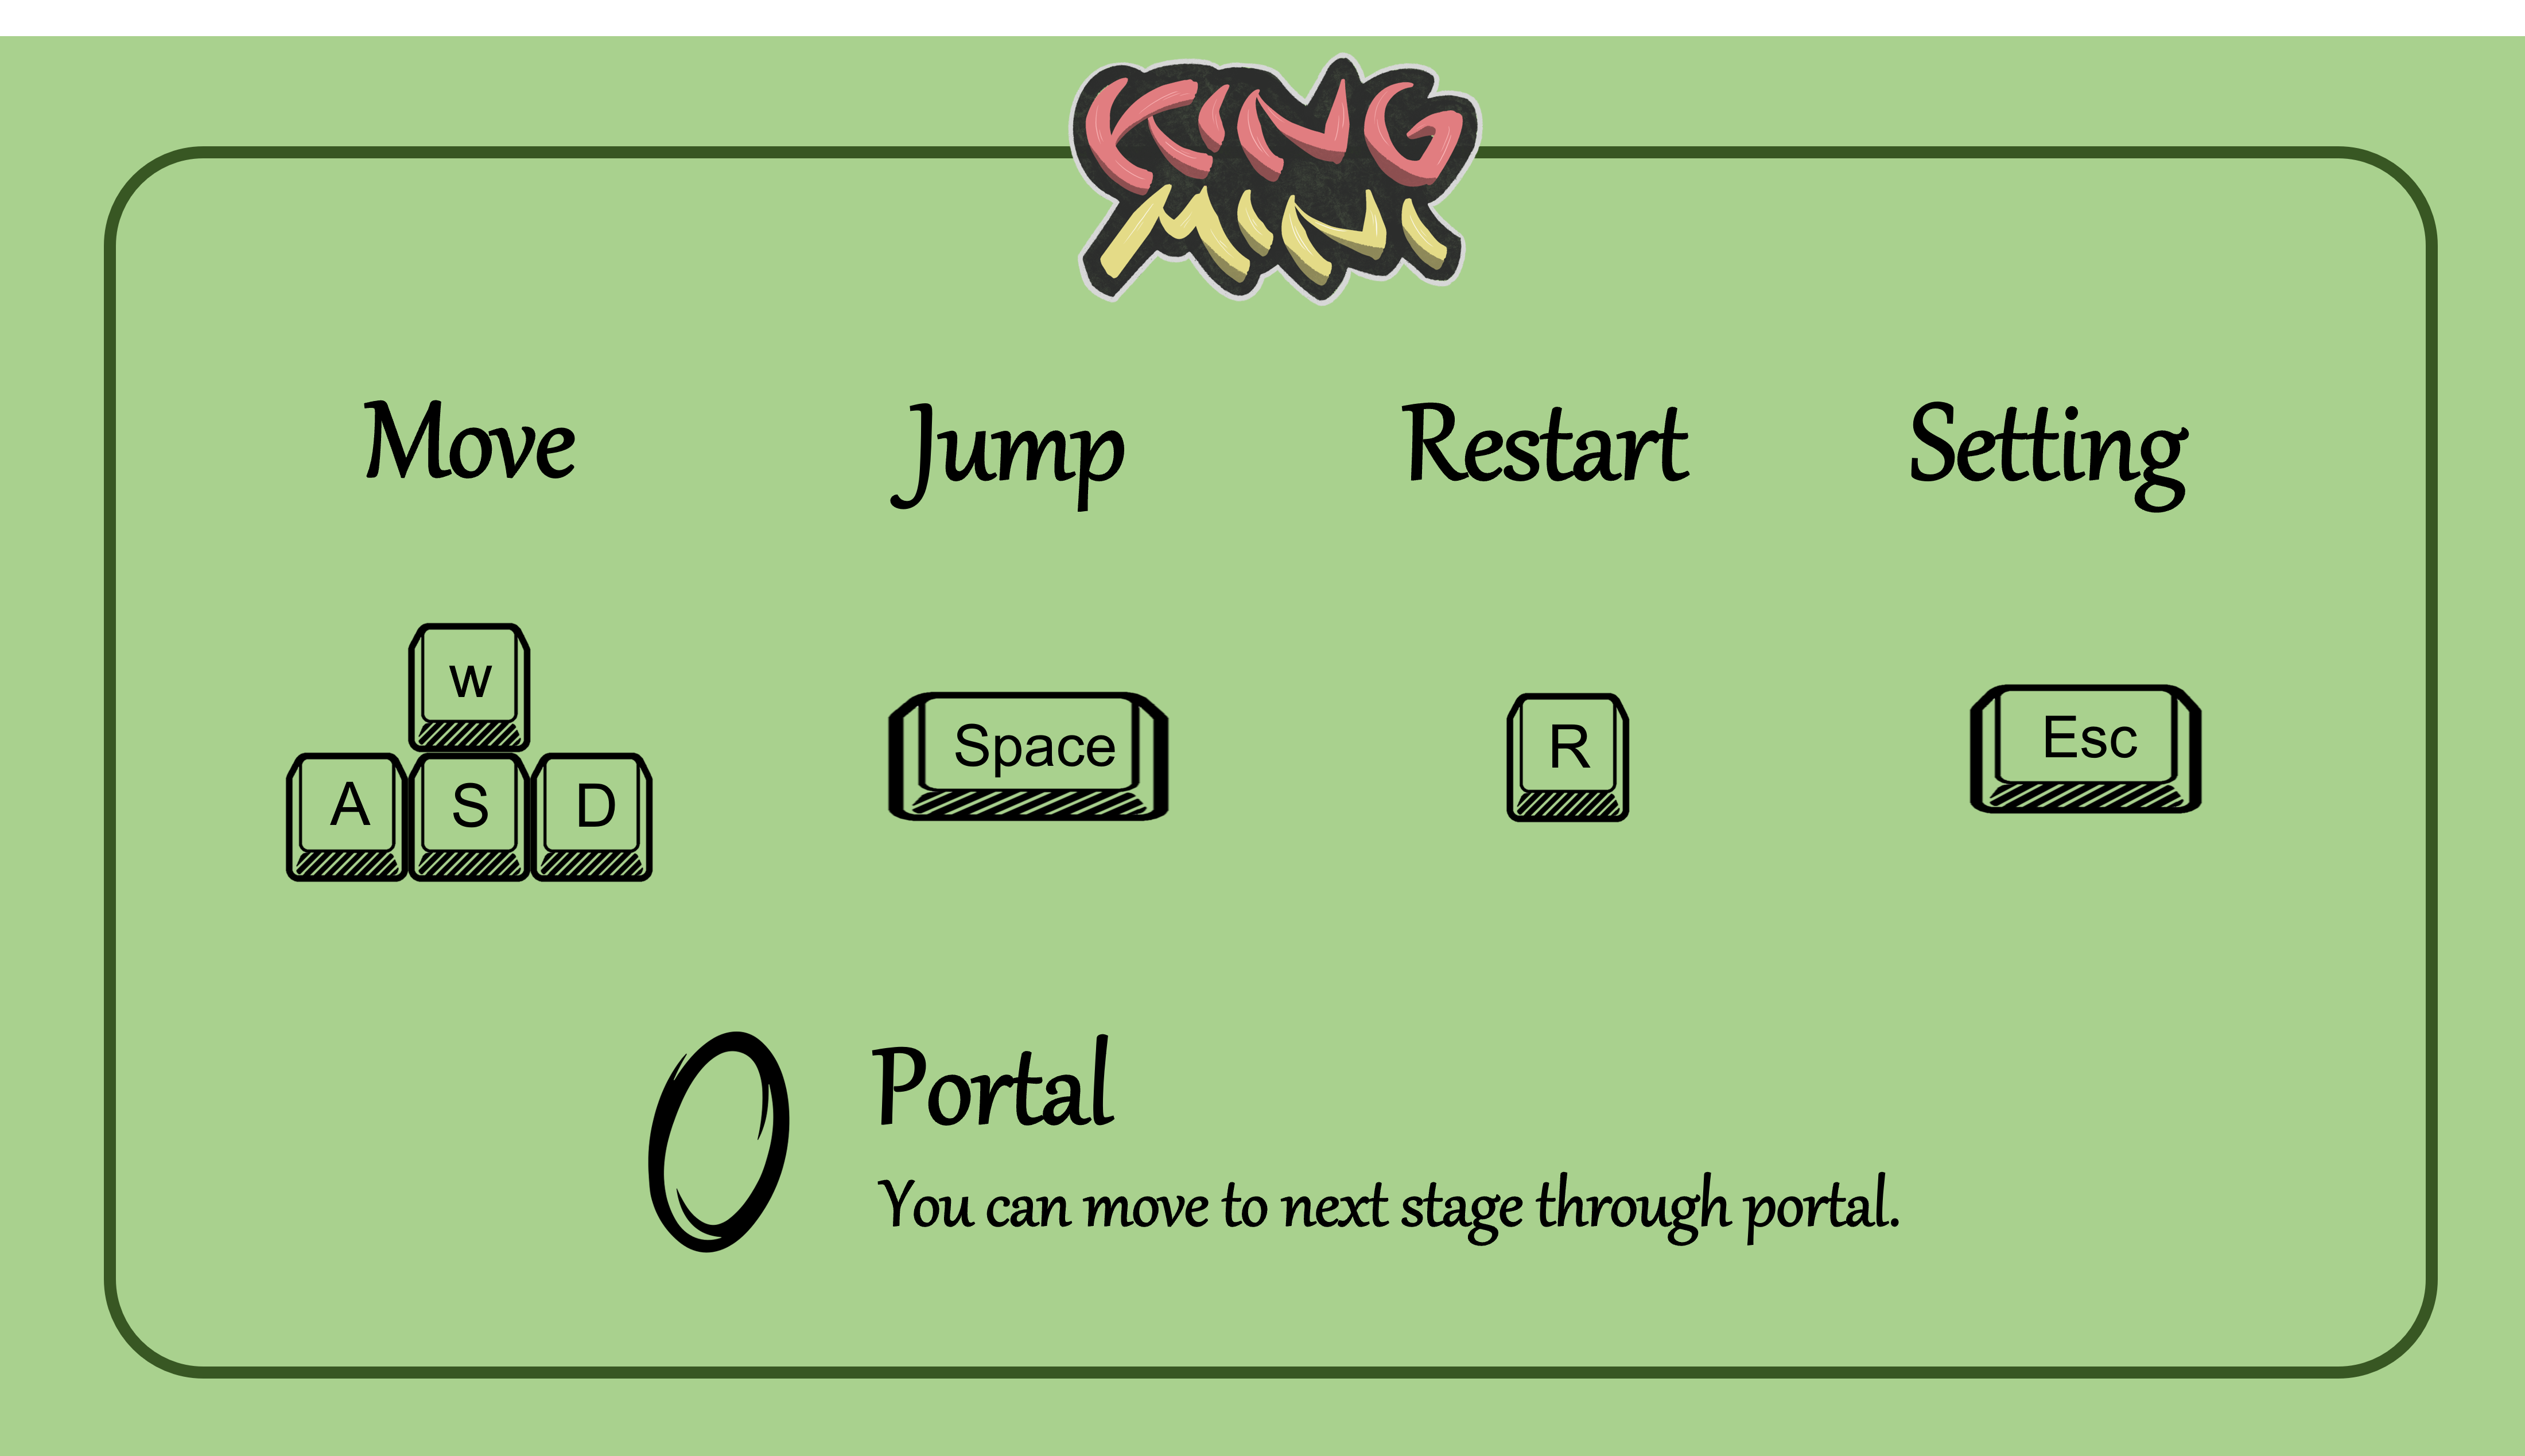 KING
MINI
Move Jump Restart Setting
w
A S D Space R Esc
Portal
You can move to next stage through portal.